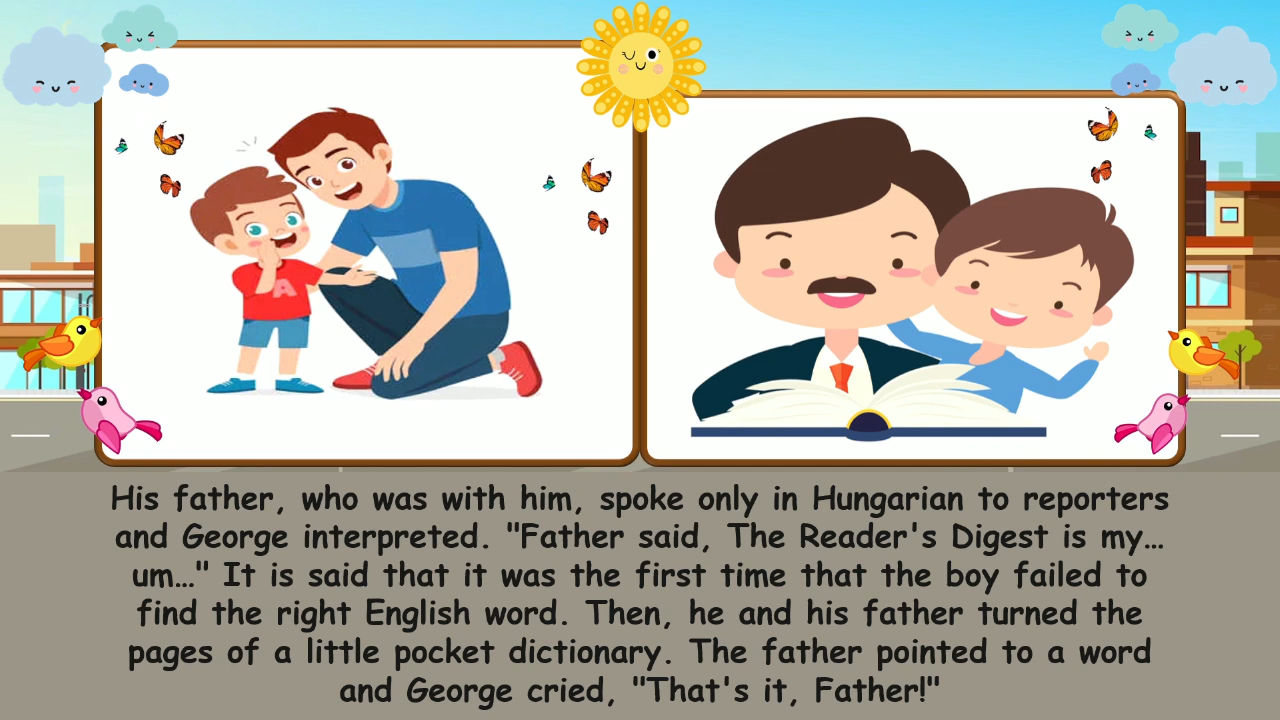 His father, who was with him, spoke only in Hungarian to reporters
and George interpreted. "Father said, The Reader's Digest is my...
um..." It is said that it was the first time that the boy failed to
find the right English word. Then, he and his father turned the
pages of a little pocket dictionary. The father pointed to a word
and George cried, "That's it, Father!"
A